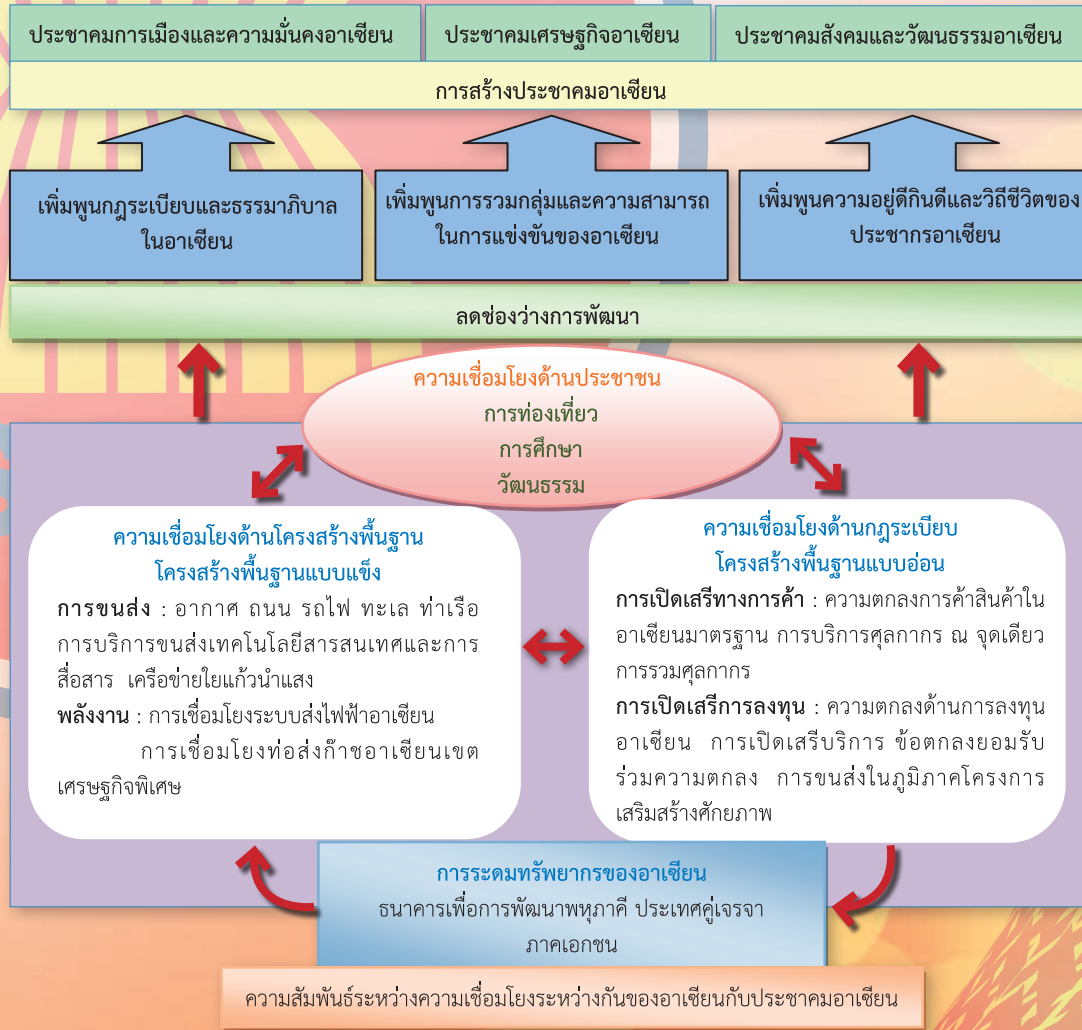 ประชาคมการเมืองและความมั่นคงอาเซียน
ประชาคมเศรษฐกิจอาเซียน
ประชาคมสังคมและวัฒนธรรมอาเซียน
การสร้างประชาคมอาเซียน
เพิ่มพูนกฎระเบียบและธรรมาภิบาล
ในอาเซียน
เพิ่มพูนการรวมกลุ่มและความสามารถ
ในการแข่งขันของอาเซียน
เพิ่มพูนความอยู่ดีกินดีและวิถีชีวิตของ
ประชากรอาเซียน
ลดช่องว่างการพัฒนา
ความเชื่อมโยงด้านประชาชน
การท่องเที่ยว
การศึกษา
วัฒนธรรม
ความเชื่อมโยงด้านโครงสร้างพื้นฐาน
โครงสร้างพื้นฐานแบบแข็ง
การขนส่ง : อากาศ ถนน รถไฟ ทะเล ท่าเรือ
การบริการขนส่งเทคโนโลยีสารสนเทศและการ
สื่อสาร เครือข่ายใยแก้วนำแสง
พลังงาน : การเชื่อมโยงระบบส่งไฟฟ้าอาเซียน
การเชื่อมโยงท่อส่งก๊าซอาเซียนเขต
เศรษฐกิจพิเศษ
ความเชื่อมโยงด้านกฎระเบียบ
โครงสร้างพื้นฐานแบบอ่อน
การเปิดเสรีทางการค้า : ความตกลงการค้าสินค้าใน
อาเซียนมาตรฐาน การบริการศุลกากร ณ จุดเดียว
การรวมศุลกากร
การเปิดเสรีการลงทุน : ความตกลงด้านการลงทุน
อาเซียน การเปิดเสรีบริการ ข้อตกลงยอมรับ
ร่วมความตกลง การขนส่งในภูมิภาคโครงการ
เสริมสร้างศักยภาพ
การระดมทรัพยากรของอาเซียน
ธนาคารเพื่อการพัฒนาพหุภาคี ประเทศคู่เจรจา
ภาคเอกชน
ความสัมพันธ์ระหว่างความเชื่อมโยงระหว่างกันของอาเซียนกับประชาคมอาเซียน